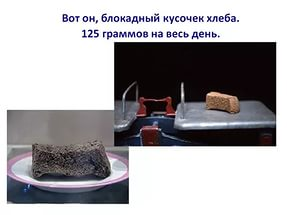 Вот он, блокадный кусочек хлеба.
125 граммов на весь день.